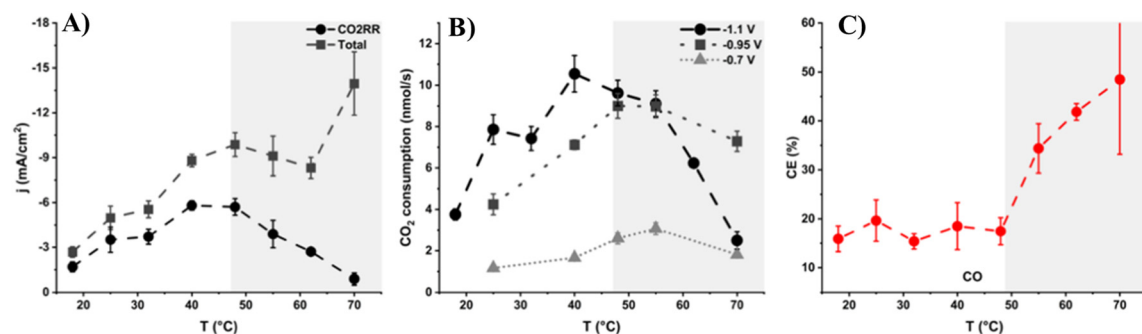 A)
CO2RR
Total
j (mA/cm²)
-18
-15
-12
-9
-6
-3
0
20
30
40
50
60
70
T (°C)
B)
-1.1 V
-0.95 V
-0.7 V
CO₂ consumption (nmol/s)
12
10
8
6
4
2
0
20
30
40
50
60
70
T (°C)
C)
CE (%)
60
50
40
30
20
10
CO
20
30
40
50
60
70
T (°C)